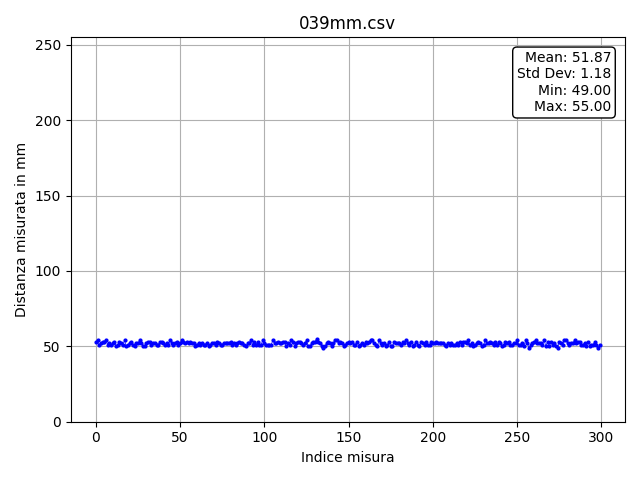 039mm.csv
Mean: 51.87
Std Dev: 1.18
Min: 49.00
Max: 55.00
Distanza misurata in mm
250
200
150
100
50
0
0 50 100 150 200 250 300
Indice misura